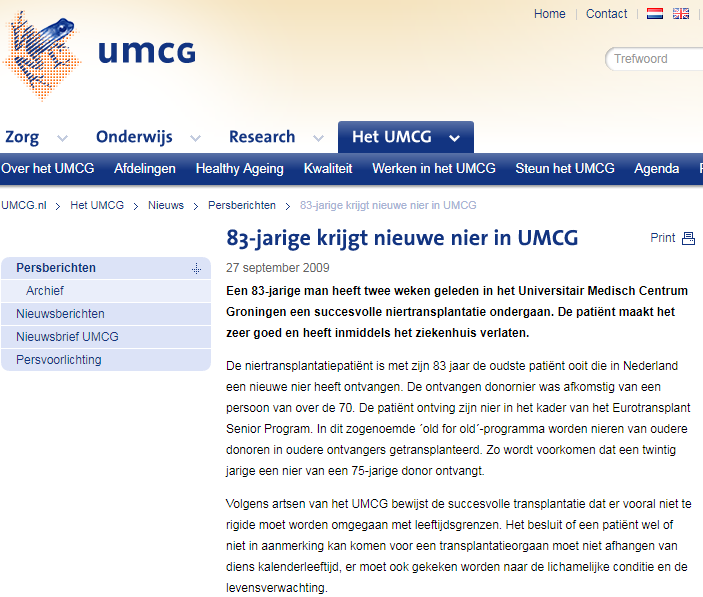 Home Contact
umcg
Trefwoord
Zorg Onderwijs Research Het UMCG
Over het UMCG Afdelingen Healthy Ageing Kwaliteit Werken in het UMCG Steun het UMCG Agenda
UMCG.nl > Het UMCG > Nieuws > Persberichten > 83-jarige krijgt nieuwe nier in UMCG
83-jarige krijgt nieuwe nier in UMCG
Print
Persberichten
Archief
Nieuwsberichten
Nieuwsbrief UMCG
Persvoorlichting
27 september 2009
Een 83-jarige man heeft twee weken geleden in het Universitair Medisch Centrum
Groningen een succesvolle niertransplantatie ondergaan. De patiënt maakt het
zeer goed en heeft inmiddels het ziekenhuis verlaten.
De niertransplantatiepatiënt is met zijn 83 jaar de oudste patiënt ooit die in Nederland
een nieuwe nier heeft ontvangen. De ontvangen donornier was afkomstig van een
persoon van over de 70. De patiënt ontving zijn nier in het kader van het Eurotransplant
Senior Program. In dit zogenoemde ´old for old´-programma worden nieren van oudere
donoren in oudere ontvangers getransplanteerd. Zo wordt voorkomen dat een twintig
jarige een nier van een 75-jarige donor ontvangt.
Volgens artsen van het UMCG bewijst de succesvolle transplantatie dat er vooral niet te
rigide moet worden omgegaan met leeftijdsgrenzen. Het besluit of een patiënt wel of
niet in aanmerking kan komen voor een transplantatieorgaan moet niet afhangen van
diens kalenderleeftijd, er moet ook gekeken worden naar de lichamelijke conditie en de
levensverwachting.